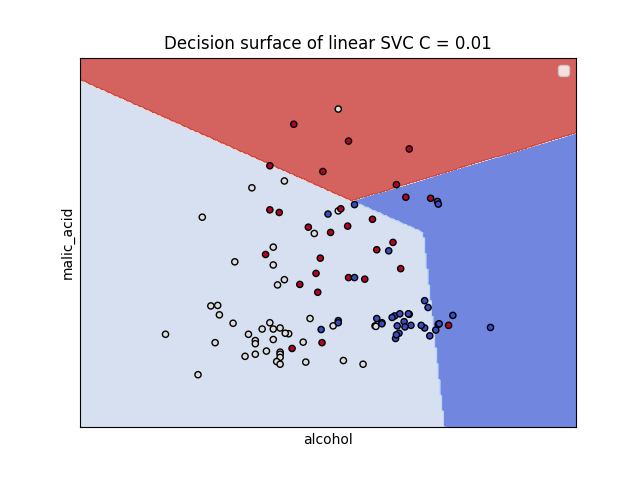 Decision surface of linear SVC C = 0.01
malic_acid
alcohol